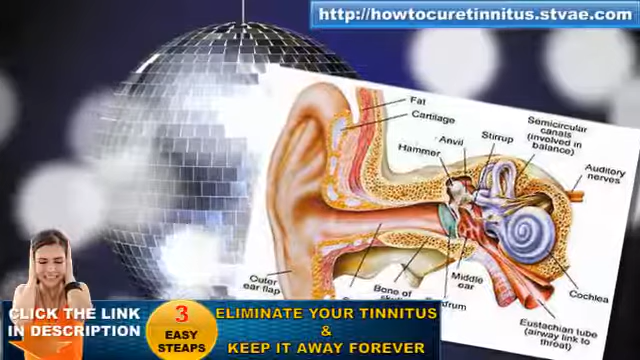 http://howtocuretinnitus.stvae.com
Fat
Cartilage
Semicircular
canals
(involved in
balance)
Stirrup
Anvil
Hammer
Auditory
nerves
Outer
ear flap
Bone of
Middle
ear
Cochlea
Eustachian tube
(airway link to
throat)
CLICK THE LINK
IN DESCRIPTION
3
EASY
STEAPS
ELIMINATE YOUR TINNITUS
&
KEEP IT AWAY FOREVER